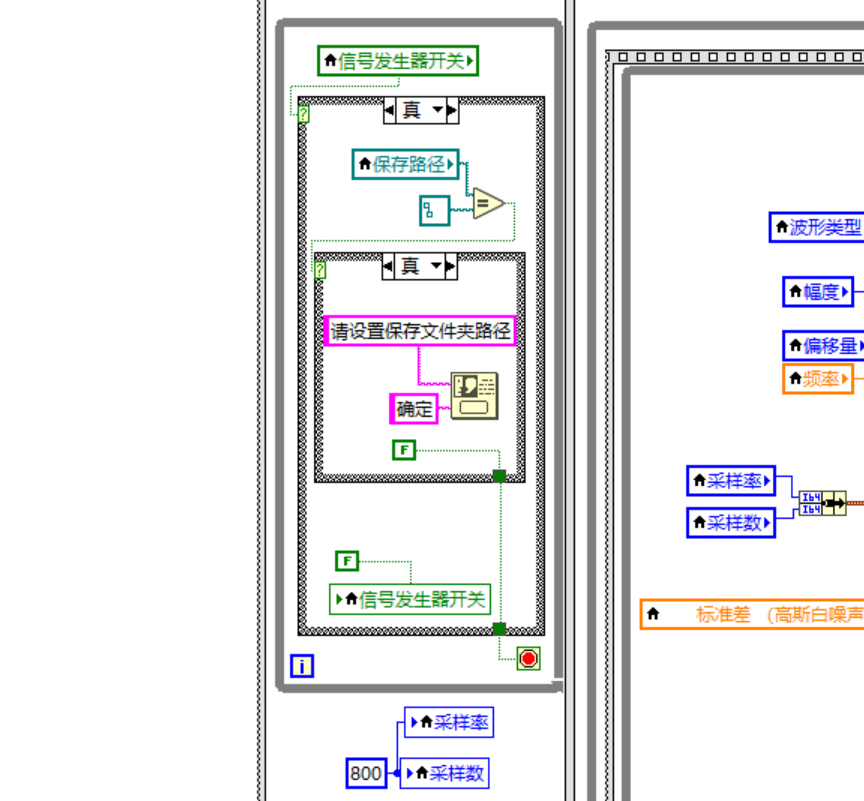 信号发生器开关
?
真
保存路径
=
?
真
请设置保存文件夹路径
确定
F
F
信号发生器开关
i
采样率
800
采样数
波形类型
幅度
偏移量
频率
采样率
I64
I64
采样数
标准差 (高斯白噪声